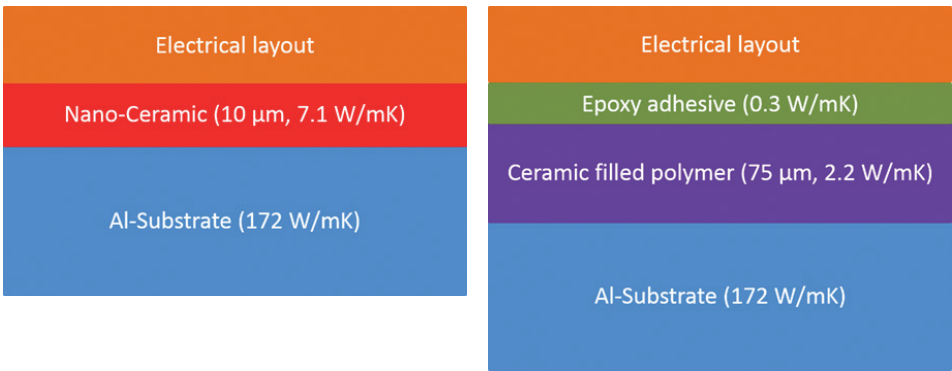 Electrical layout
Nano-Ceramic (10 µm, 7.1 W/mK)
Al-Substrate (172 W/mK)
Electrical layout
Epoxy adhesive (0.3 W/mK)
Ceramic filled polymer (75 µm, 2.2 W/mK)
Al-Substrate (172 W/mK)